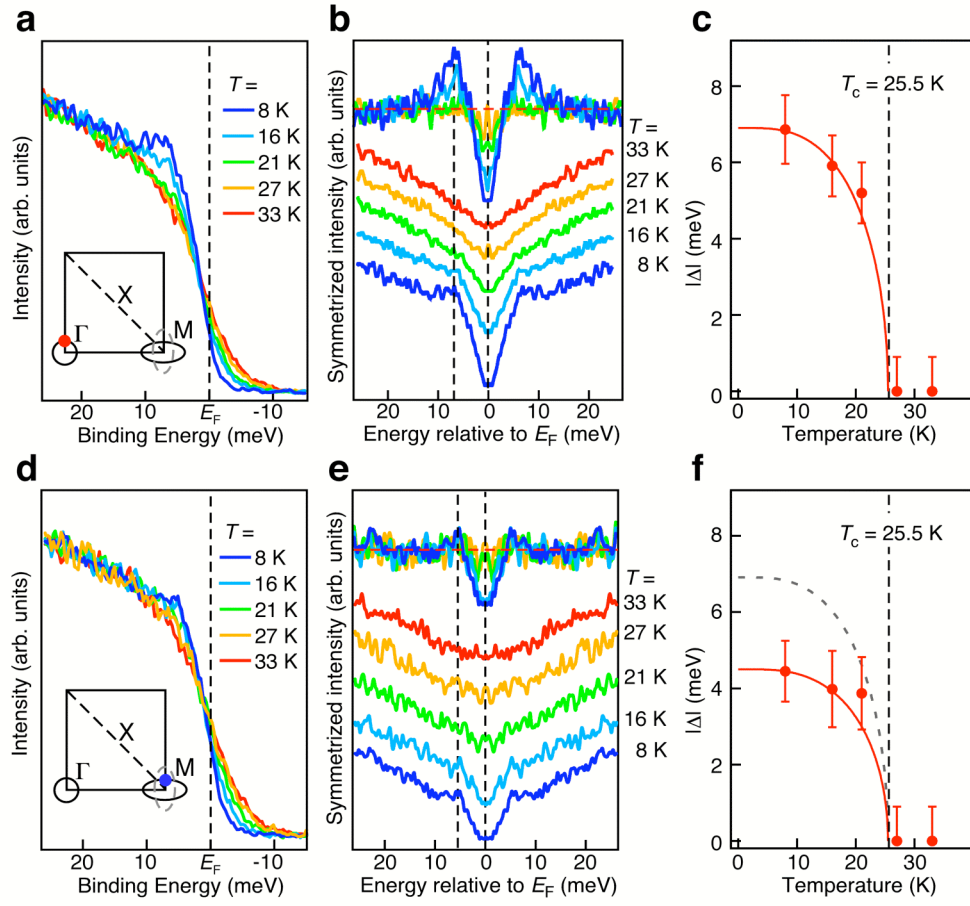 a
Intensity (arb. units)
T =
8 K
16 K
21 K
27 K
33 K
X
Γ
M
20
10
E_F
-10
Binding Energy (meV)
b
Symmetrized intensity (arb. units)
T =
33 K
27 K
21 K
16 K
8 K
20
10
0
10
20
Energy relative to E_F (meV)
c
|Δ| (meV)
8
6
4
2
0
T_c = 25.5 K
0
10
20
30
Temperature (K)
d
Intensity (arb. units)
T =
8 K
16 K
21 K
27 K
33 K
X
Γ
M
20
10
E_F
-10
Binding Energy (meV)
e
Symmetrized intensity (arb. units)
T =
33 K
27 K
21 K
16 K
8 K
20
10
0
10
20
Energy relative to E_F (meV)
f
|Δ| (meV)
8
6
4
2
0
T_c = 25.5 K
0
10
20
30
Temperature (K)